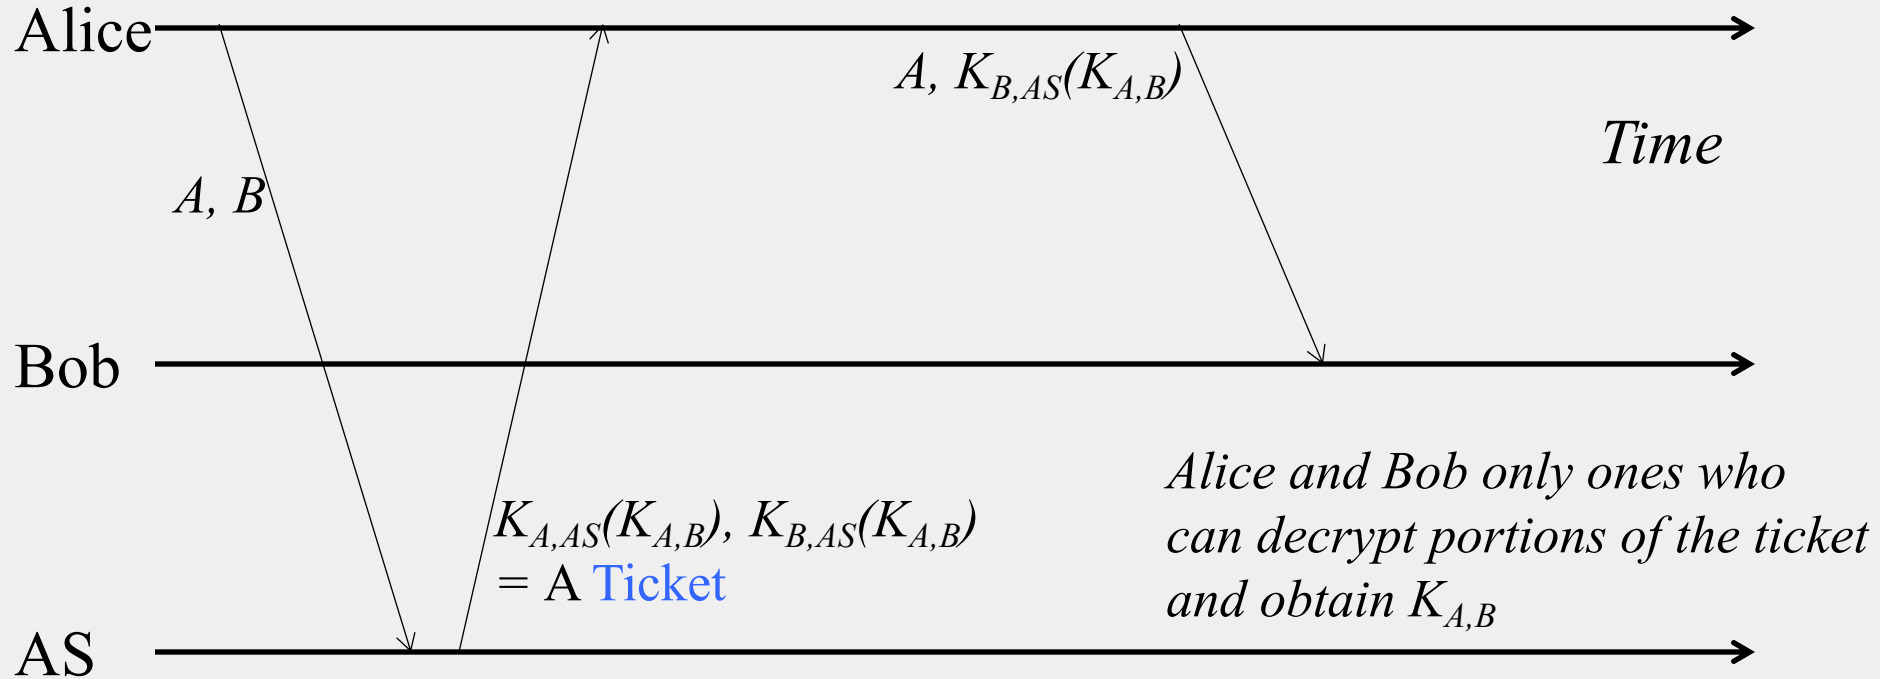 Alice
A, K_{B,AS}(K_{A,B})
Time
A, B
Bob
Alice and Bob only ones who
can decrypt portions of the ticket
and obtain K_{A,B}
K_{A,AS}(K_{A,B}), K_{B,AS}(K_{A,B})
= A Ticket
AS